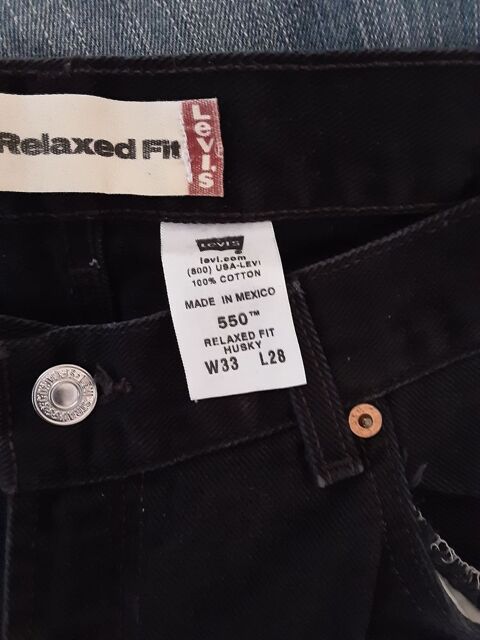 Relaxed Fit
Levi's
LEVI'S
levi.com
(800) USA-LEVI
100% COTTON
MADE IN MEXICO
550™
RELAXED FIT
HUSKY
W33 L28